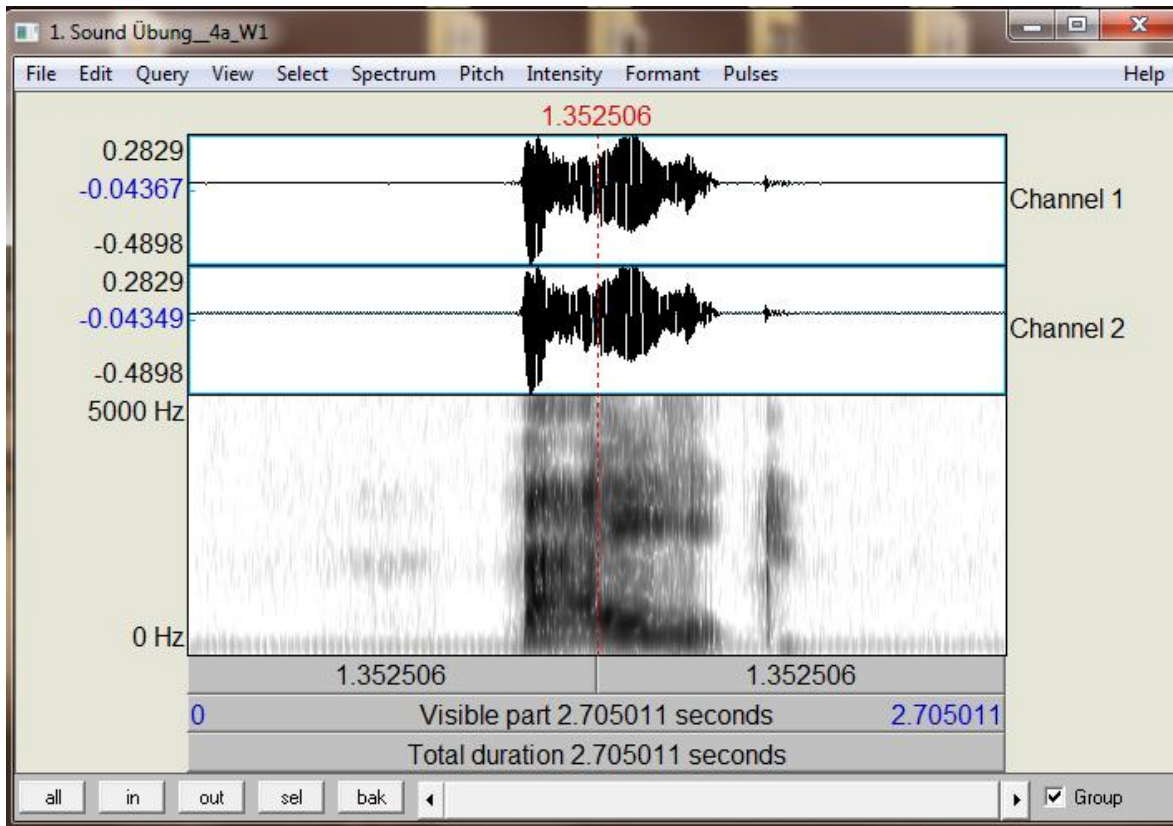 1. Sound Übung__4a_W1
File Edit Query View Select Spectrum Pitch Intensity Formant Pulses Help
1.352506
0.2829
-0.04367
-0.4898
Channel 1
0.2829
-0.04349
-0.4898
Channel 2
5000 Hz
0 Hz
1.352506 1.352506
0 Visible part 2.705011 seconds 2.705011
Total duration 2.705011 seconds
all in out sel bak Group